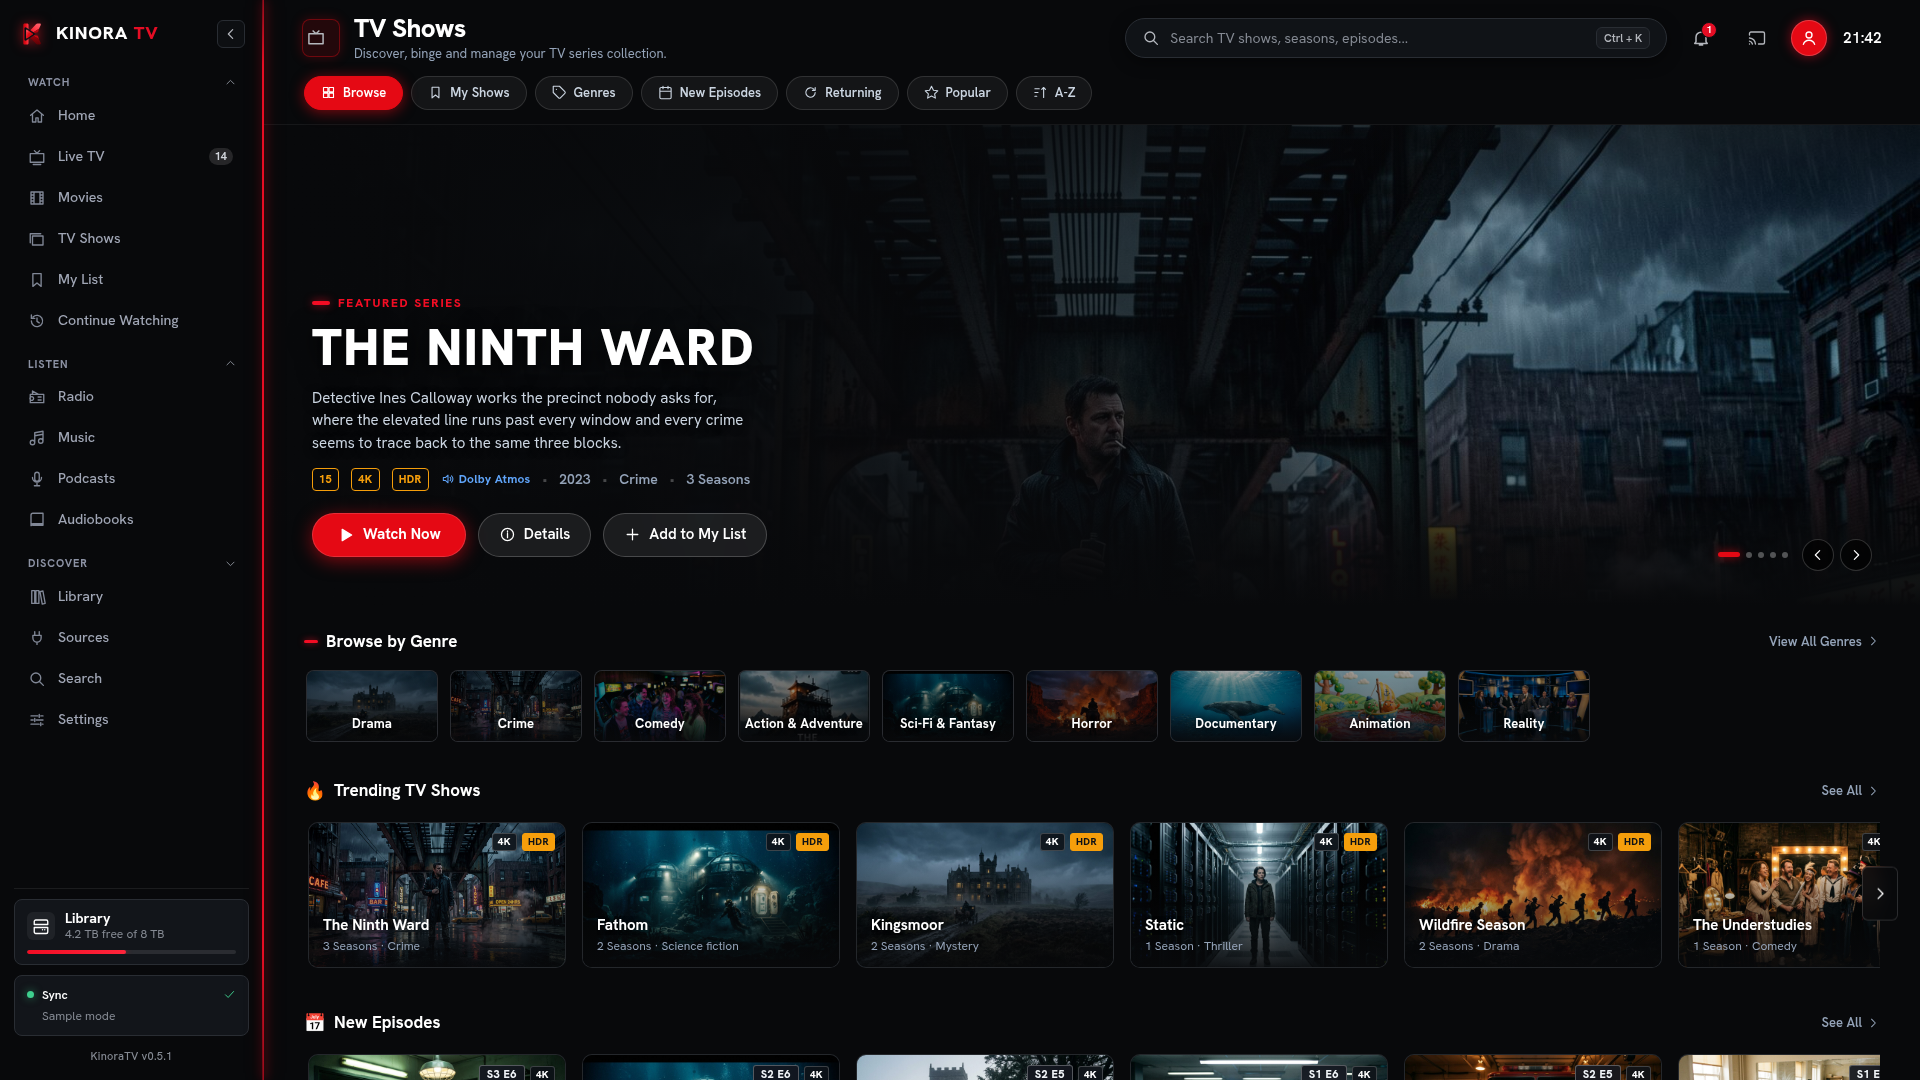 KINORA TV
WATCH
Home
Live TV
14
Movies
TV Shows
My List
Continue Watching
LISTEN
Radio
Music
Podcasts
Audiobooks
DISCOVER
Library
Sources
Search
Settings
Library
4.2 TB free of 8 TB
Sync
Sample mode
KinoraTV v0.5.1
TV Shows
Discover, binge and manage your TV series collection.
Search TV shows, seasons, episodes...
Ctrl + K
1
21:42
Browse
My Shows
Genres
New Episodes
Returning
Popular
A-Z
FEATURED SERIES
THE NINTH WARD
Detective Ines Calloway works the precinct nobody asks for,
where the elevated line runs past every window and every crime
seems to trace back to the same three blocks.
15 4K HDR Dolby Atmos • 2023 • Crime • 3 Seasons
Watch Now
Details
Add to My List
Browse by Genre
View All Genres
Drama
Crime
Comedy
Action & Adventure
Sci-Fi & Fantasy
Horror
Documentary
Animation
Reality
Trending TV Shows
See All
4K HDR
CAFE
BAR
The Ninth Ward
3 Seasons · Crime
4K HDR
Fathom
2 Seasons · Science fiction
4K HDR
Kingsmoor
2 Seasons · Mystery
4K HDR
Static
1 Season · Thriller
4K HDR
Wildfire Season
2 Seasons · Drama
4K
The Understudies
1 Season · Comedy
17
New Episodes
See All
S3 E6 4K
S2 E6 4K
S2 E5 4K
S1 E6 4K
S2 E5 4K
S1 E